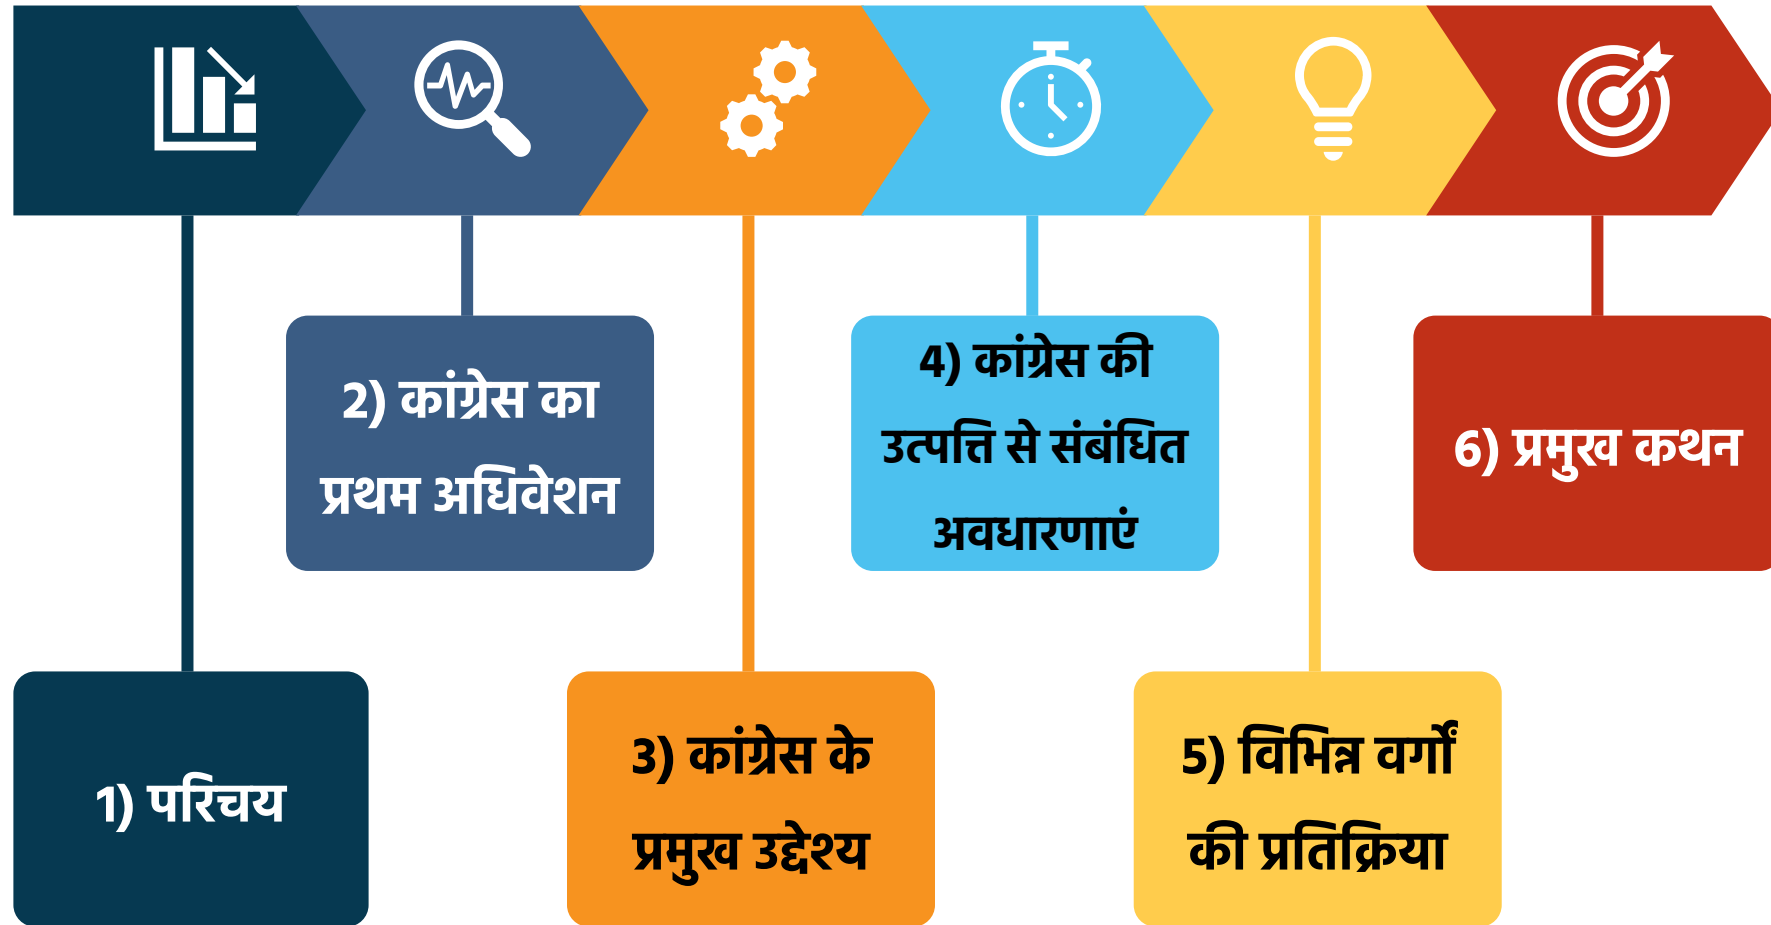 1) परिचय
2) कांग्रेस का
प्रथम अधिवेशन
3) कांग्रेस के
प्रमुख उद्देश्य
4) कांग्रेस की
उत्पत्ति से संबंधित
अवधारणाएं
5) विभिन्न वर्गों
की प्रतिक्रिया
6) प्रमुख कथन